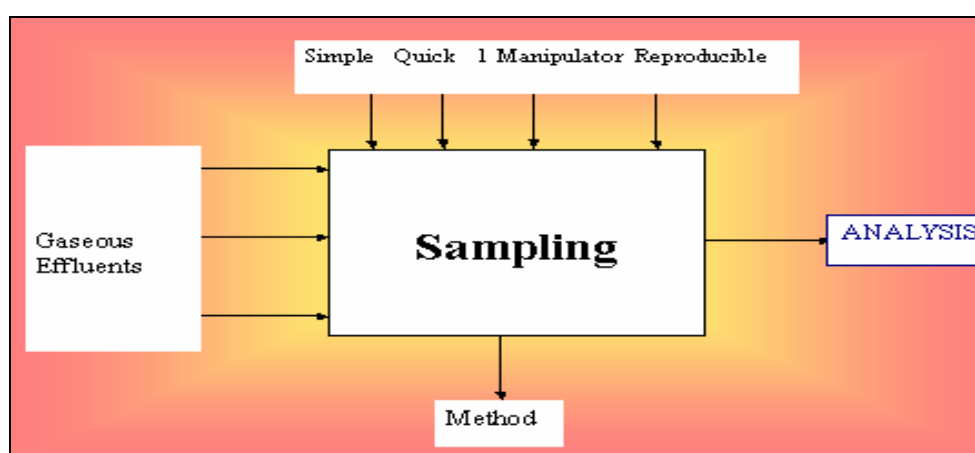 Simple Quick 1 Manipulator Reproducible
Gaseous
Effluents
Sampling
ANALYSIS
Method